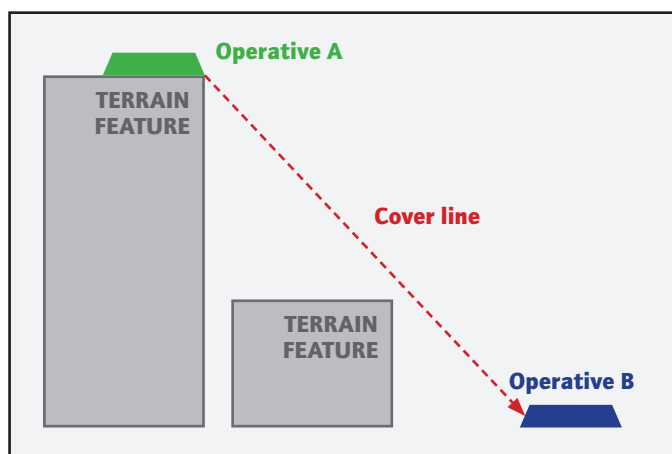 Operative A
TERRAIN
FEATURE
Cover line
TERRAIN
FEATURE
Operative B